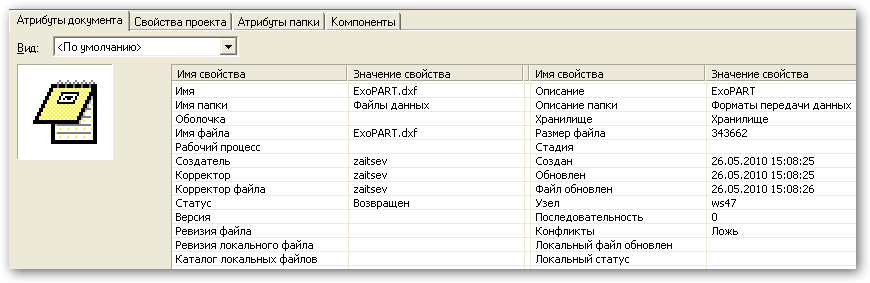 Атрибуты документа Свойства проекта Атрибуты папки Компоненты
Вид: <По умолчанию>
Имя свойства Значение свойства Имя свойства Значение свойства
Имя ExoPART.dxf Описание ExoPART
Имя папки Файлы данных Описание папки Форматы передачи данных
Оболочка Хранилище Хранилище
Имя файла ExoPART.dxf Размер файла 343662
Рабочий процесс Стадия
Создатель zaitsev Создан 26.05.2010 15:08:25
Корректор zaitsev Обновлен 26.05.2010 15:08:25
Корректор файла zaitsev Файл обновлен 26.05.2010 15:08:26
Статус Возвращен Узел ws47
Версия Последовательность 0
Ревизия файла Конфликты Ложь
Ревизия локального файла Локальный файл обновлен
Каталог локальных файлов Локальный статус